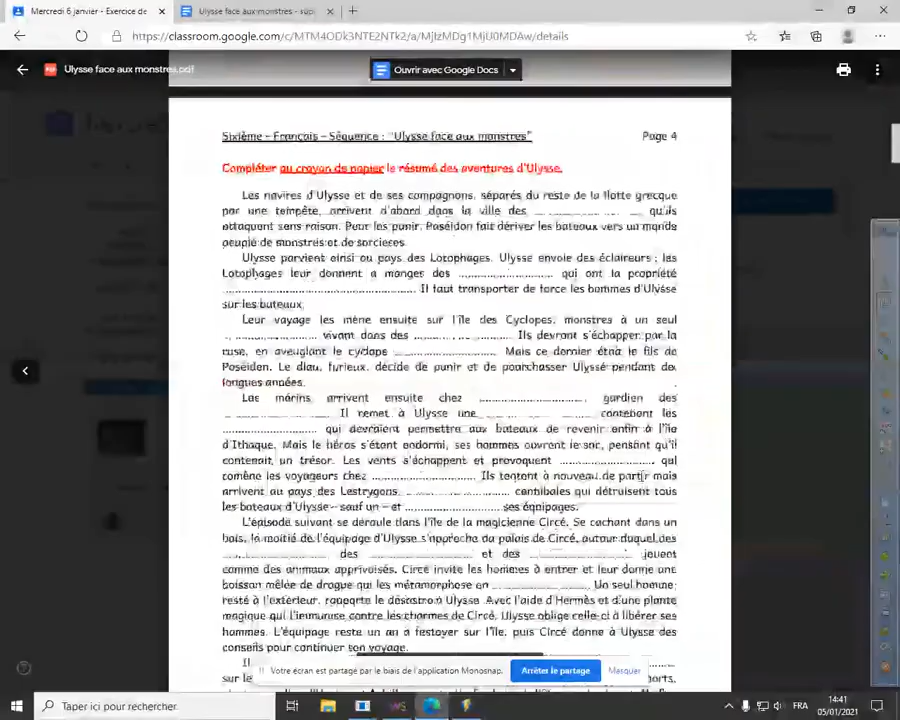 Mercredi 6 janvier - Exercice de
Ulysse face aux monstres - sup
https://classroom.google.com/c/MTM4ODk3NTE2NTk2/a/MjIzMDg1MjU0MDAw/details
Ulysse face aux monstres.pdf
Ouvrir avec Google Docs
Sixième – Français – Séquence : "Ulysse face aux monstres"
Page 4
Compléter au crayon de papier le résumé des aventures d'Ulysse.
Les navires d'Ulysse et de ses compagnons, séparés du reste de la flotte grecque
par une tempête, arrivent d'abord dans la ville des ........................ qu'ils
attaquent sans raison. Pour les punir, Poséidon fait dériver les bateaux vers un monde
peuplé de monstres et de sorcières.
Ulysse parvient ainsi au pays des Lotophages. Ulysse envoie des éclaireurs ; les
Lotophages leur donnent à manger des ........................ qui ont la propriété
................................................ Il faut transporter de force les hommes d'Ulysse
sur les bateaux.
Leur voyage les mène ensuite sur l'île des Cyclopes, monstres à un seul
........................ vivant dans des ........................ Ils devront s'échapper par la
ruse, en aveuglant le cyclope ........................ Mais ce dernier était le fils de
Poséidon. Le dieu, furieux, décide de punir et de pourchasser Ulysse pendant de
longues années.
Les marins arrivent ensuite chez ........................ gardien des
........................ Il remet à Ulysse une ........................ contenant les
........................ qui devraient permettre aux bateaux de revenir enfin à l'île
d'Ithaque. Mais le héros s'étant endormi, ses hommes ouvrent le sac, pensant qu'il
contenait un trésor. Les vents s'échappent et provoquent ........................ qui
ramène les voyageurs chez ........................ Ils tentent à nouveau de partir mais
arrivent au pays des Lestrygons, ........................ cannibales qui détruisent tous
les bateaux d'Ulysse – sauf un – et ........................ ses équipages.
L'épisode suivant se déroule dans l'île de la magicienne Circé. Se cachant dans un
bois, la moitié de l'équipage d'Ulysse s'approche du palais de Circé, autour duquel des
........................ des ........................ et des ........................ jouent
comme des animaux apprivoisés. Circé invite les hommes à entrer et leur donne une
boisson mêlée de drogue qui les métamorphose en ........................ Un seul homme,
resté à l'extérieur, rapporte le désastre à Ulysse. Avec l'aide d'Hermès et d'une plante
magique qui l'immunise contre les charmes de Circé, Ulysse oblige celle-ci à libérer ses
hommes. L'équipage reste un an à festoyer sur l'île, puis Circé donne à Ulysse des
conseils pour continuer son voyage.
Il
sur le
Votre écran est partagé par le biais de l'application Monosnap.
Arrêter le partage
Masquer
Taper ici pour rechercher
FRA
14:41
05/01/2021